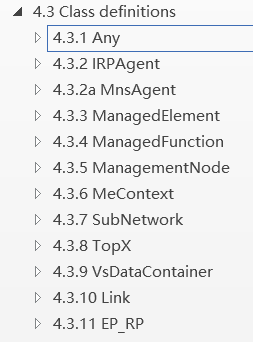 4.3 Class definitions
4.3.1 Any
4.3.2 IRPAgent
4.3.2a MnsAgent
4.3.3 ManagedElement
4.3.4 ManagedFunction
4.3.5 ManagementNode
4.3.6 MeContext
4.3.7 SubNetwork
4.3.8 TopX
4.3.9 VsDataContainer
4.3.10 Link
4.3.11 EP_RP